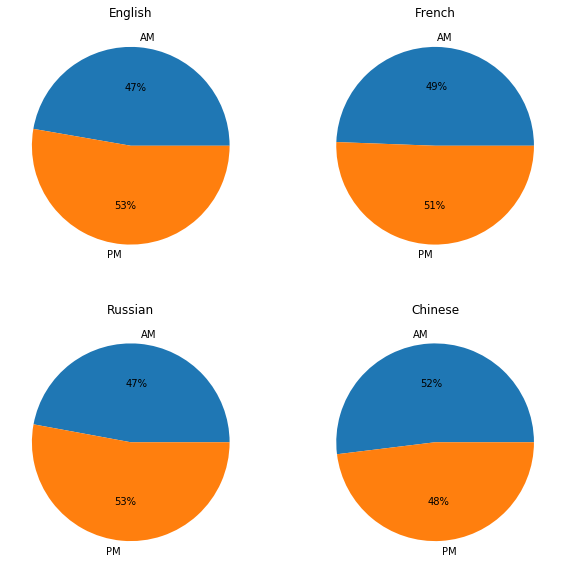 English
AM
47%
53%
PM
French
AM
49%
51%
PM
Russian
AM
47%
53%
PM
Chinese
AM
52%
48%
PM